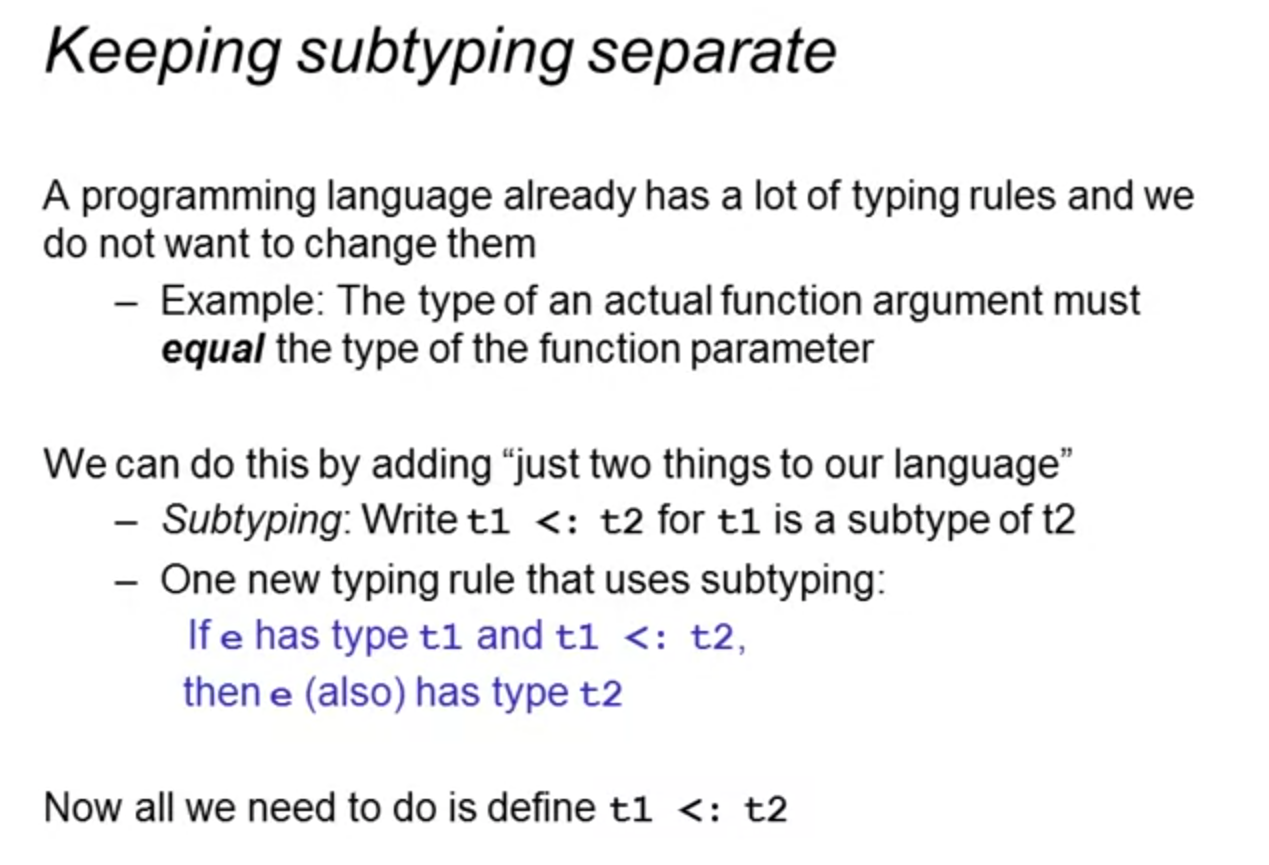 Keeping subtyping separate
A programming language already has a lot of typing rules and we
do not want to change them
– Example: The type of an actual function argument must
equal the type of the function parameter
We can do this by adding “just two things to our language”
– Subtyping: Write t1 <: t2 for t1 is a subtype of t2
– One new typing rule that uses subtyping:
If e has type t1 and t1 <: t2,
then e (also) has type t2
Now all we need to do is define t1 <: t2